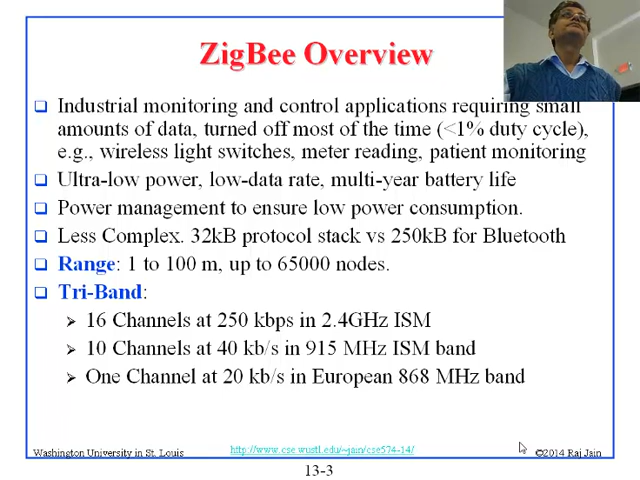 ZigBee Overview
Industrial monitoring and control applications requiring small
amounts of data, turned off most of the time (<1% duty cycle),
e.g., wireless light switches, meter reading, patient monitoring
Ultra-low power, low-data rate, multi-year battery life
Power management to ensure low power consumption.
Less Complex. 32kB protocol stack vs 250kB for Bluetooth
Range: 1 to 100 m, up to 65000 nodes.
Tri-Band:
16 Channels at 250 kbps in 2.4GHz ISM
10 Channels at 40 kb/s in 915 MHz ISM band
One Channel at 20 kb/s in European 868 MHz band
Washington University in St. Louis
http://www.cse.wustl.edu/~jain/cse574-14/
©2014 Raj Jain
13-3